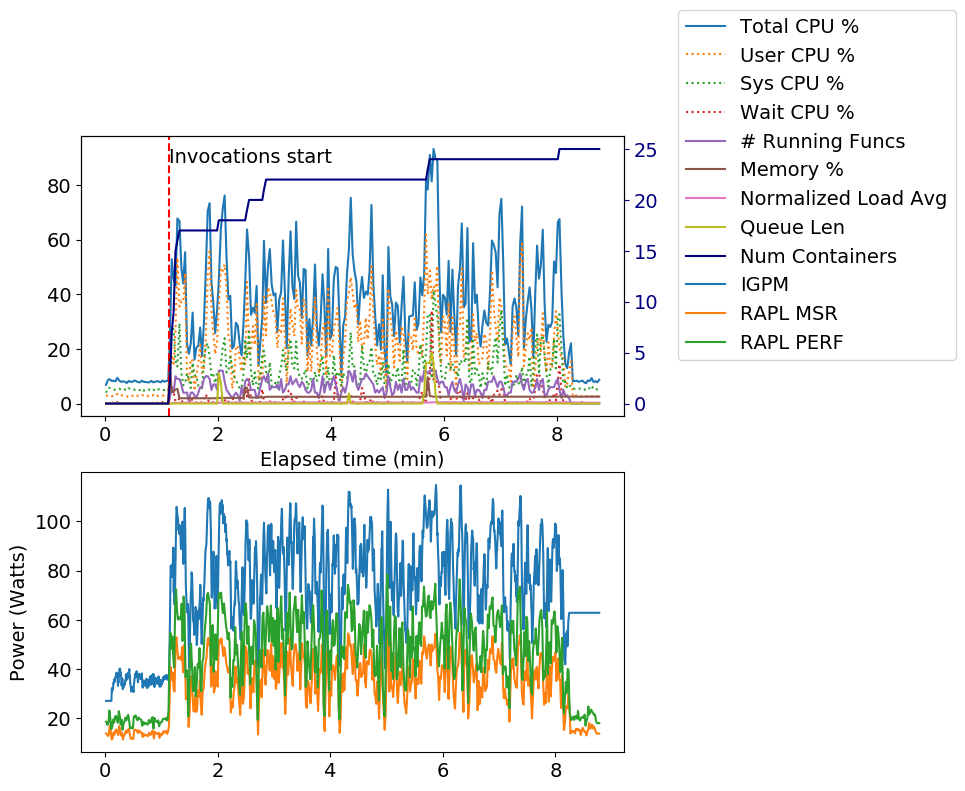 Total CPU %
User CPU %
Sys CPU %
Wait CPU %
# Running Funcs
Memory %
Normalized Load Avg
Queue Len
Num Containers
IGPM
RAPL MSR
RAPL PERF
Invocations start
80
60
40
20
0
25
20
15
10
5
0
0 2 4 6 8
Elapsed time (min)
Power (Watts)
100
80
60
40
20
0 2 4 6 8